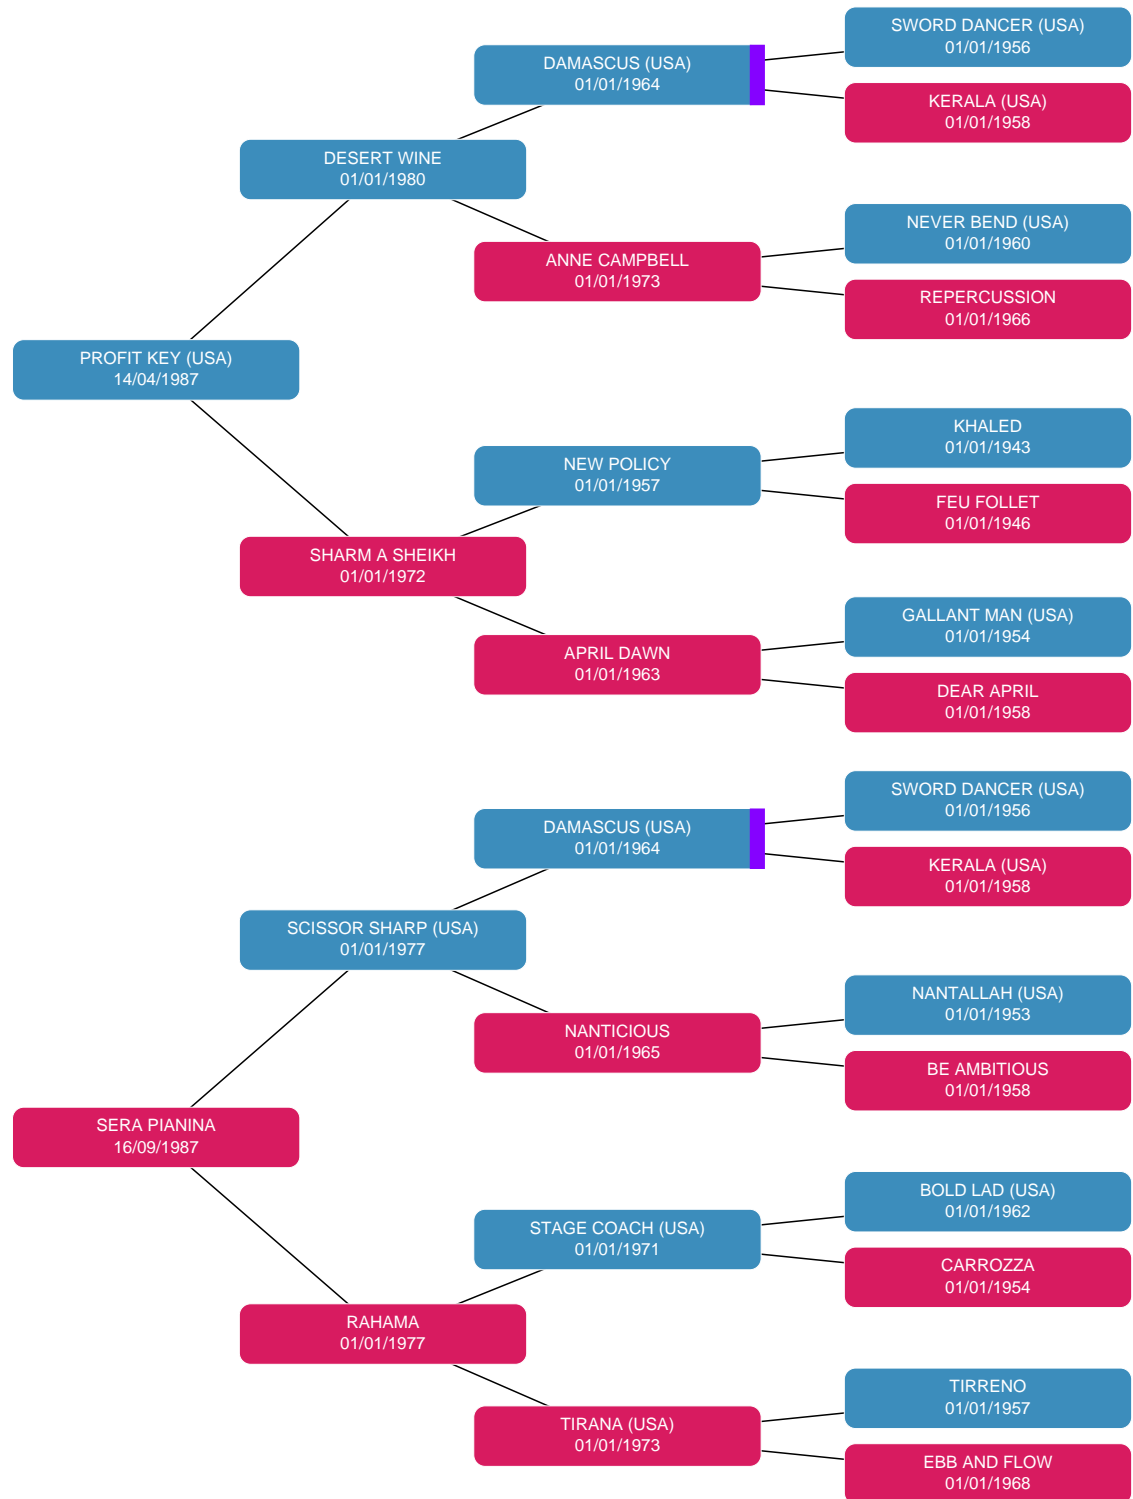 SWORD DANCER (USA)
01/01/1956
DAMASCUS (USA)
01/01/1964
KERALA (USA)
01/01/1958
DESERT WINE
01/01/1980
NEVER BEND (USA)
01/01/1960
ANNE CAMPBELL
01/01/1973
REPERCUSSION
01/01/1966
PROFIT KEY (USA)
14/04/1987
KHALED
01/01/1943
NEW POLICY
01/01/1957
FEU FOLLET
01/01/1946
SHARM A SHEIKH
01/01/1972
GALLANT MAN (USA)
01/01/1954
APRIL DAWN
01/01/1963
DEAR APRIL
01/01/1958
SWORD DANCER (USA)
01/01/1956
DAMASCUS (USA)
01/01/1964
KERALA (USA)
01/01/1958
SCISSOR SHARP (USA)
01/01/1977
NANTALLAH (USA)
01/01/1953
NANTICIOUS
01/01/1965
BE AMBITIOUS
01/01/1958
SERA PIANINA
16/09/1987
BOLD LAD (USA)
01/01/1962
STAGE COACH (USA)
01/01/1971
CARROZZA
01/01/1954
RAHAMA
01/01/1977
TIRRENO
01/01/1957
TIRANA (USA)
01/01/1973
EBB AND FLOW
01/01/1968